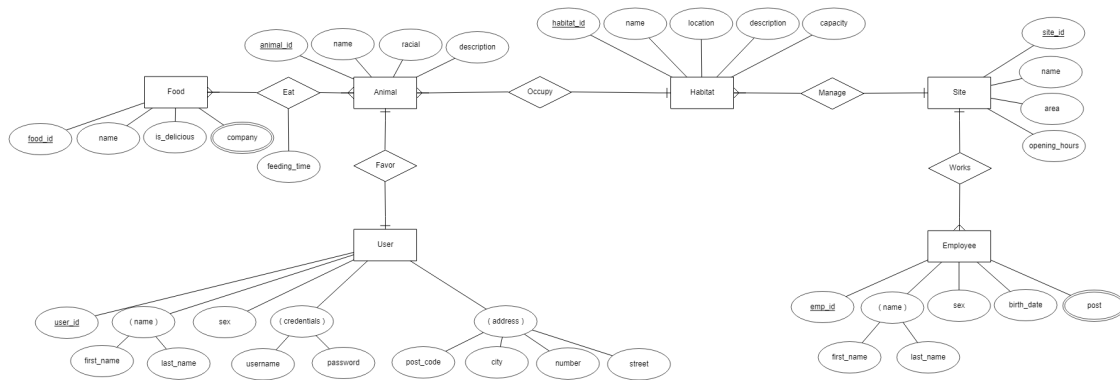 animal_id
name
racial
description
habitat_id
name
location
description
capacity
site_id
name
area
opening_hours
Food
Eat
Animal
Occupy
Habitat
Manage
Site
food_id
name
is_delicious
company
feeding_time
Favor
Works
User
Employee
user_id
( name )
sex
( credentials )
( address )
first_name
last_name
username
password
post_code
city
number
street
emp_id
( name )
sex
birth_date
post
first_name
last_name